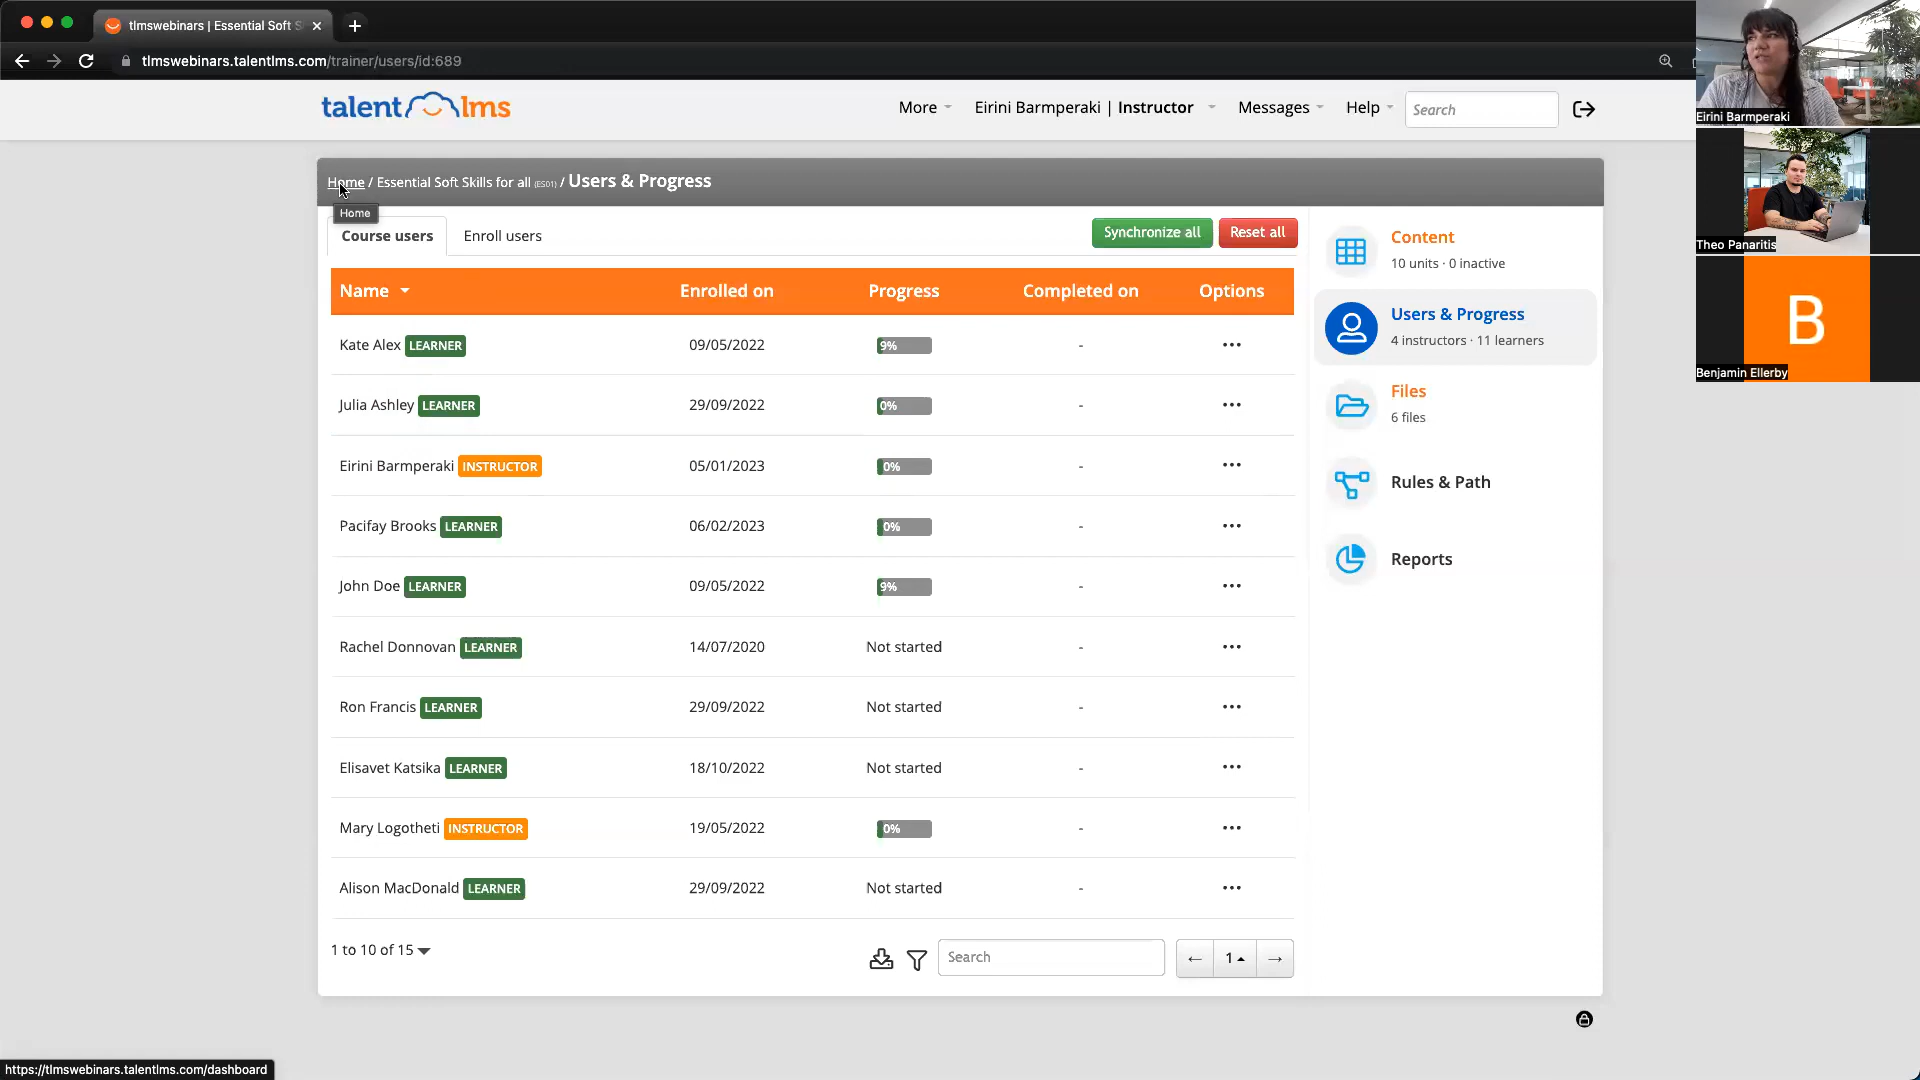 tlmswebinars | Essential Soft S
tlmswebinars.talentlms.com/trainer/users/id:689
talentlms
More
Eirini Barmperaki | Instructor
Messages
Help
Search
Home / Essential Soft Skills for all (ES01) / Users & Progress
Home
Course users
Enroll users
Synchronize all
Reset all
Name Enrolled on Progress Completed on Options
Kate Alex LEARNER 09/05/2022 9% - ...
Julia Ashley LEARNER 29/09/2022 0% - ...
Eirini Barmperaki INSTRUCTOR 05/01/2023 0% - ...
Pacifay Brooks LEARNER 06/02/2023 0% - ...
John Doe LEARNER 09/05/2022 9% - ...
Rachel Donnovan LEARNER 14/07/2020 Not started - ...
Ron Francis LEARNER 29/09/2022 Not started - ...
Elisavet Katsika LEARNER 18/10/2022 Not started - ...
Mary Logotheti INSTRUCTOR 19/05/2022 0% - ...
Alison MacDonald LEARNER 29/09/2022 Not started - ...
1 to 10 of 15
Search
← 1 →
Content
10 units · 0 inactive
Users & Progress
4 instructors · 11 learners
Files
6 files
Rules & Path
Reports
Eirini Barmperaki
Theo Panaritis
B
Benjamin Ellerby
https://tlmswebinars.talentlms.com/dashboard